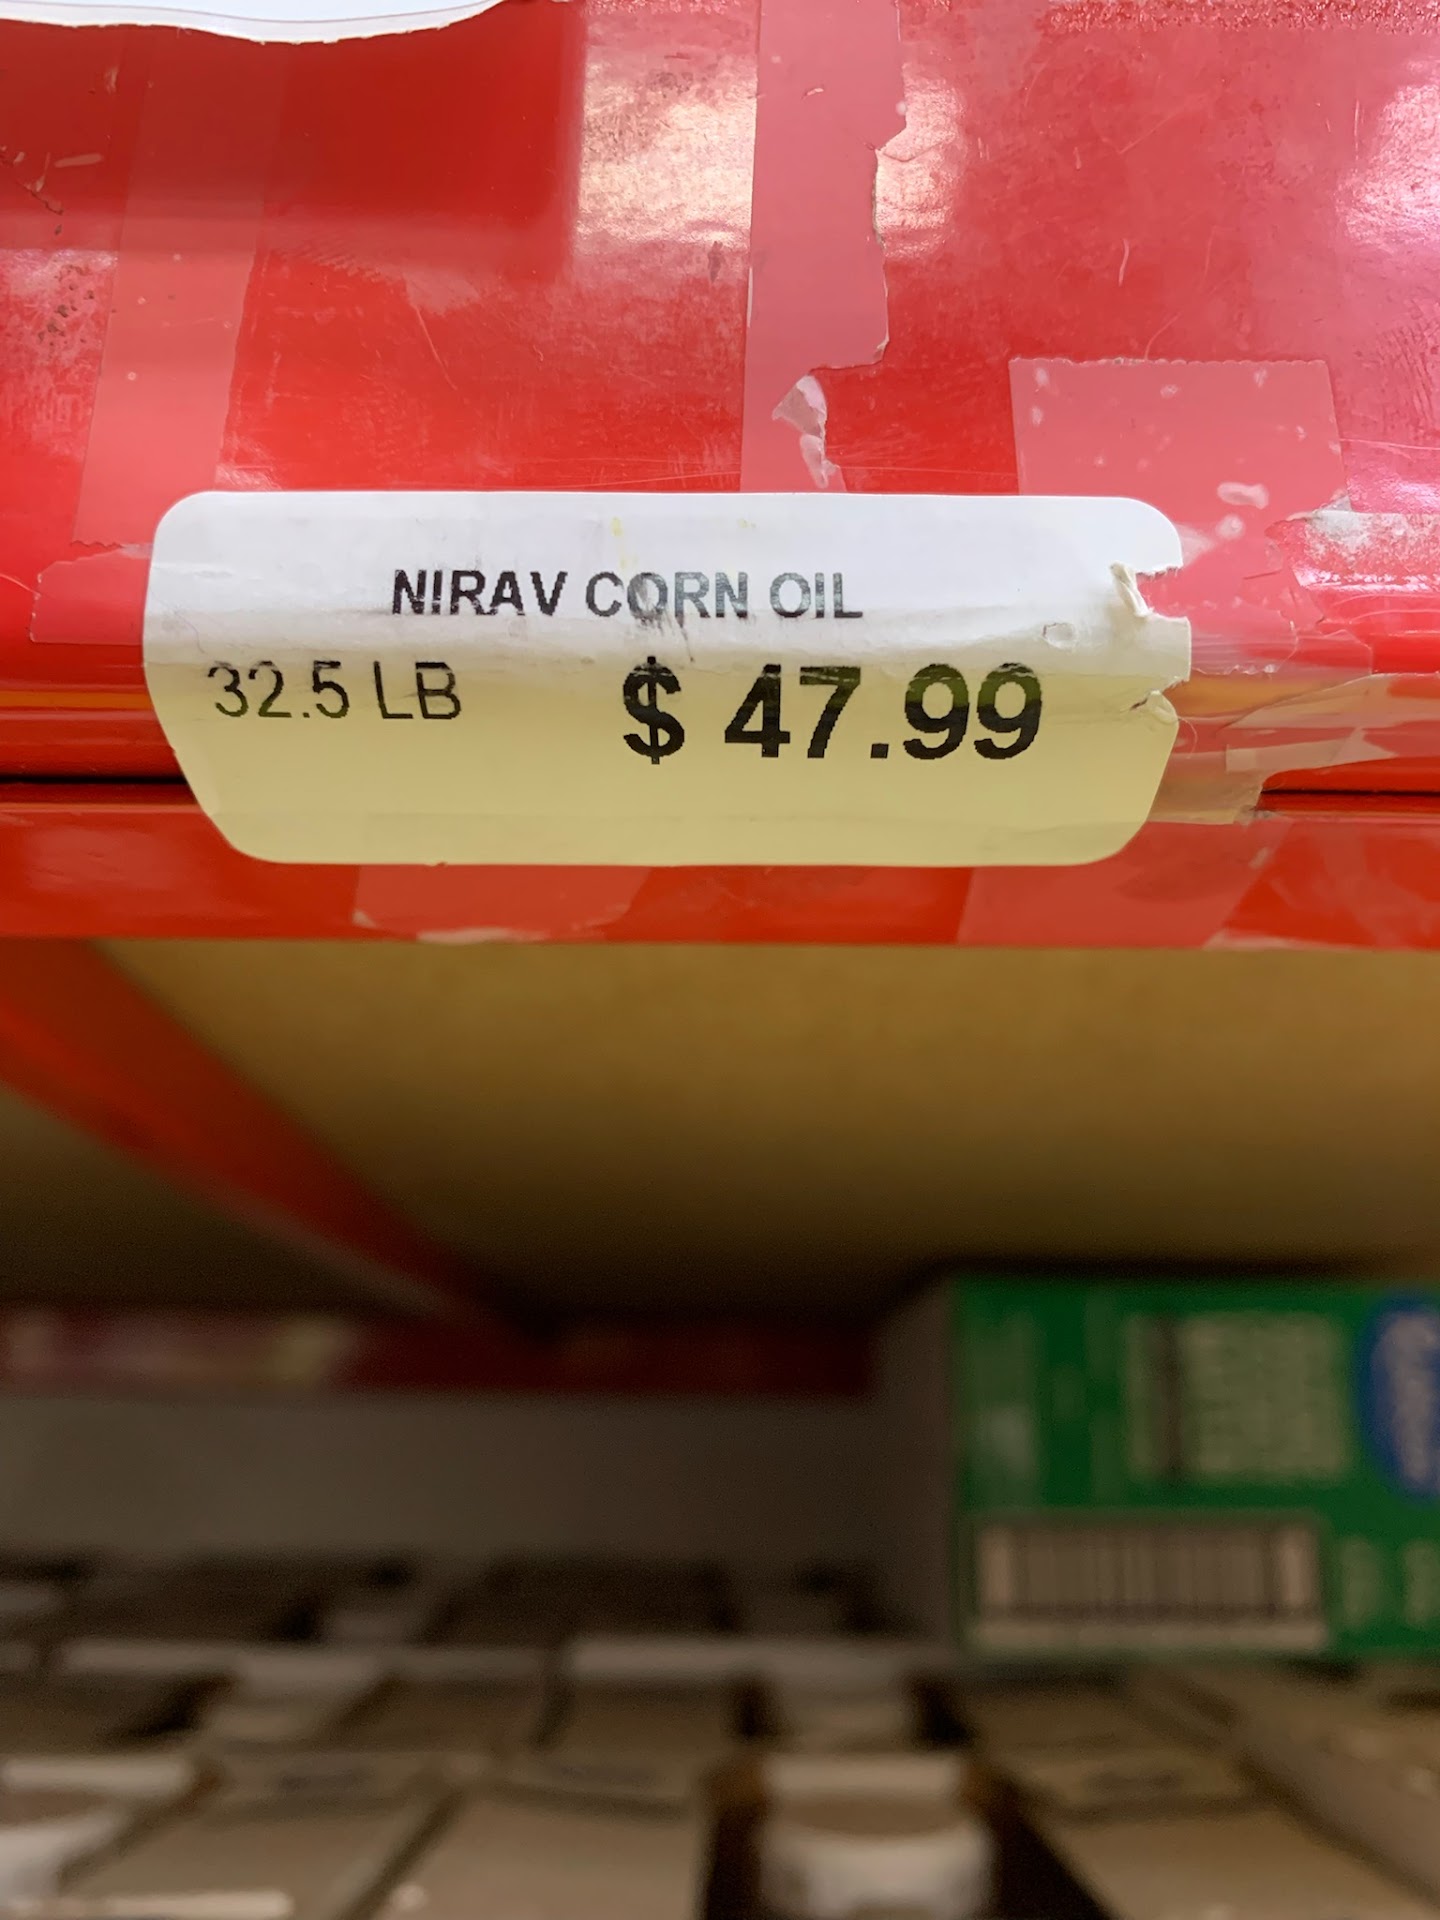 NIRAV CORN OIL
32.5 LB $ 47.99